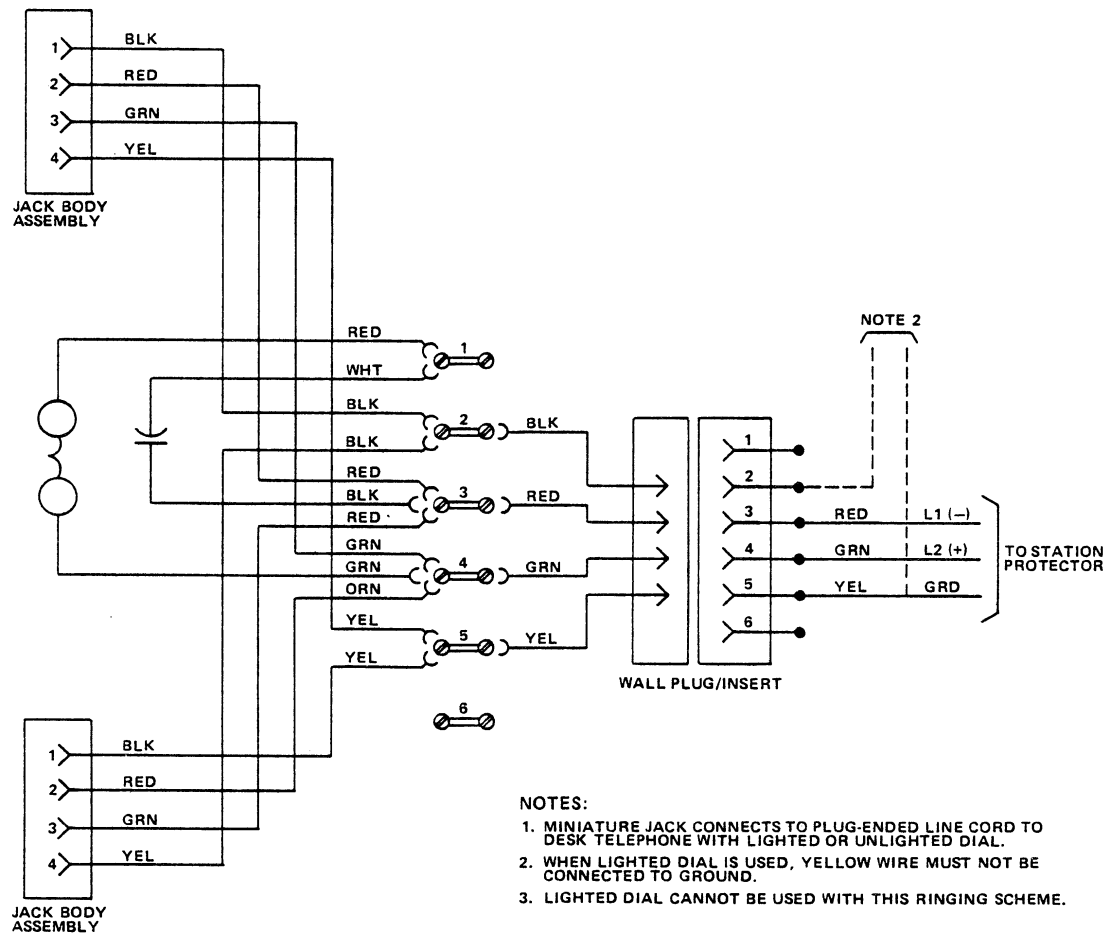 1
BLK
2
RED
3
GRN
4
YEL
JACK BODY
ASSEMBLY
NOTE 2
RED
1
WHT
BLK
2
BLK
BLK
RED
3
BLK
RED
RED
GRN
4
GRN
GRN
ORN
YEL
5
YEL
YEL
6
1
2
3
RED
L1 (–)
4
GRN
L2 (+)
5
YEL
GRD
6
TO STATION
PROTECTOR
WALL PLUG/INSERT
1
BLK
2
RED
3
GRN
4
YEL
JACK BODY
ASSEMBLY
NOTES:
1. MINIATURE JACK CONNECTS TO PLUG-ENDED LINE CORD TO
DESK TELEPHONE WITH LIGHTED OR UNLIGHTED DIAL.
2. WHEN LIGHTED DIAL IS USED, YELLOW WIRE MUST NOT BE
CONNECTED TO GROUND.
3. LIGHTED DIAL CANNOT BE USED WITH THIS RINGING SCHEME.